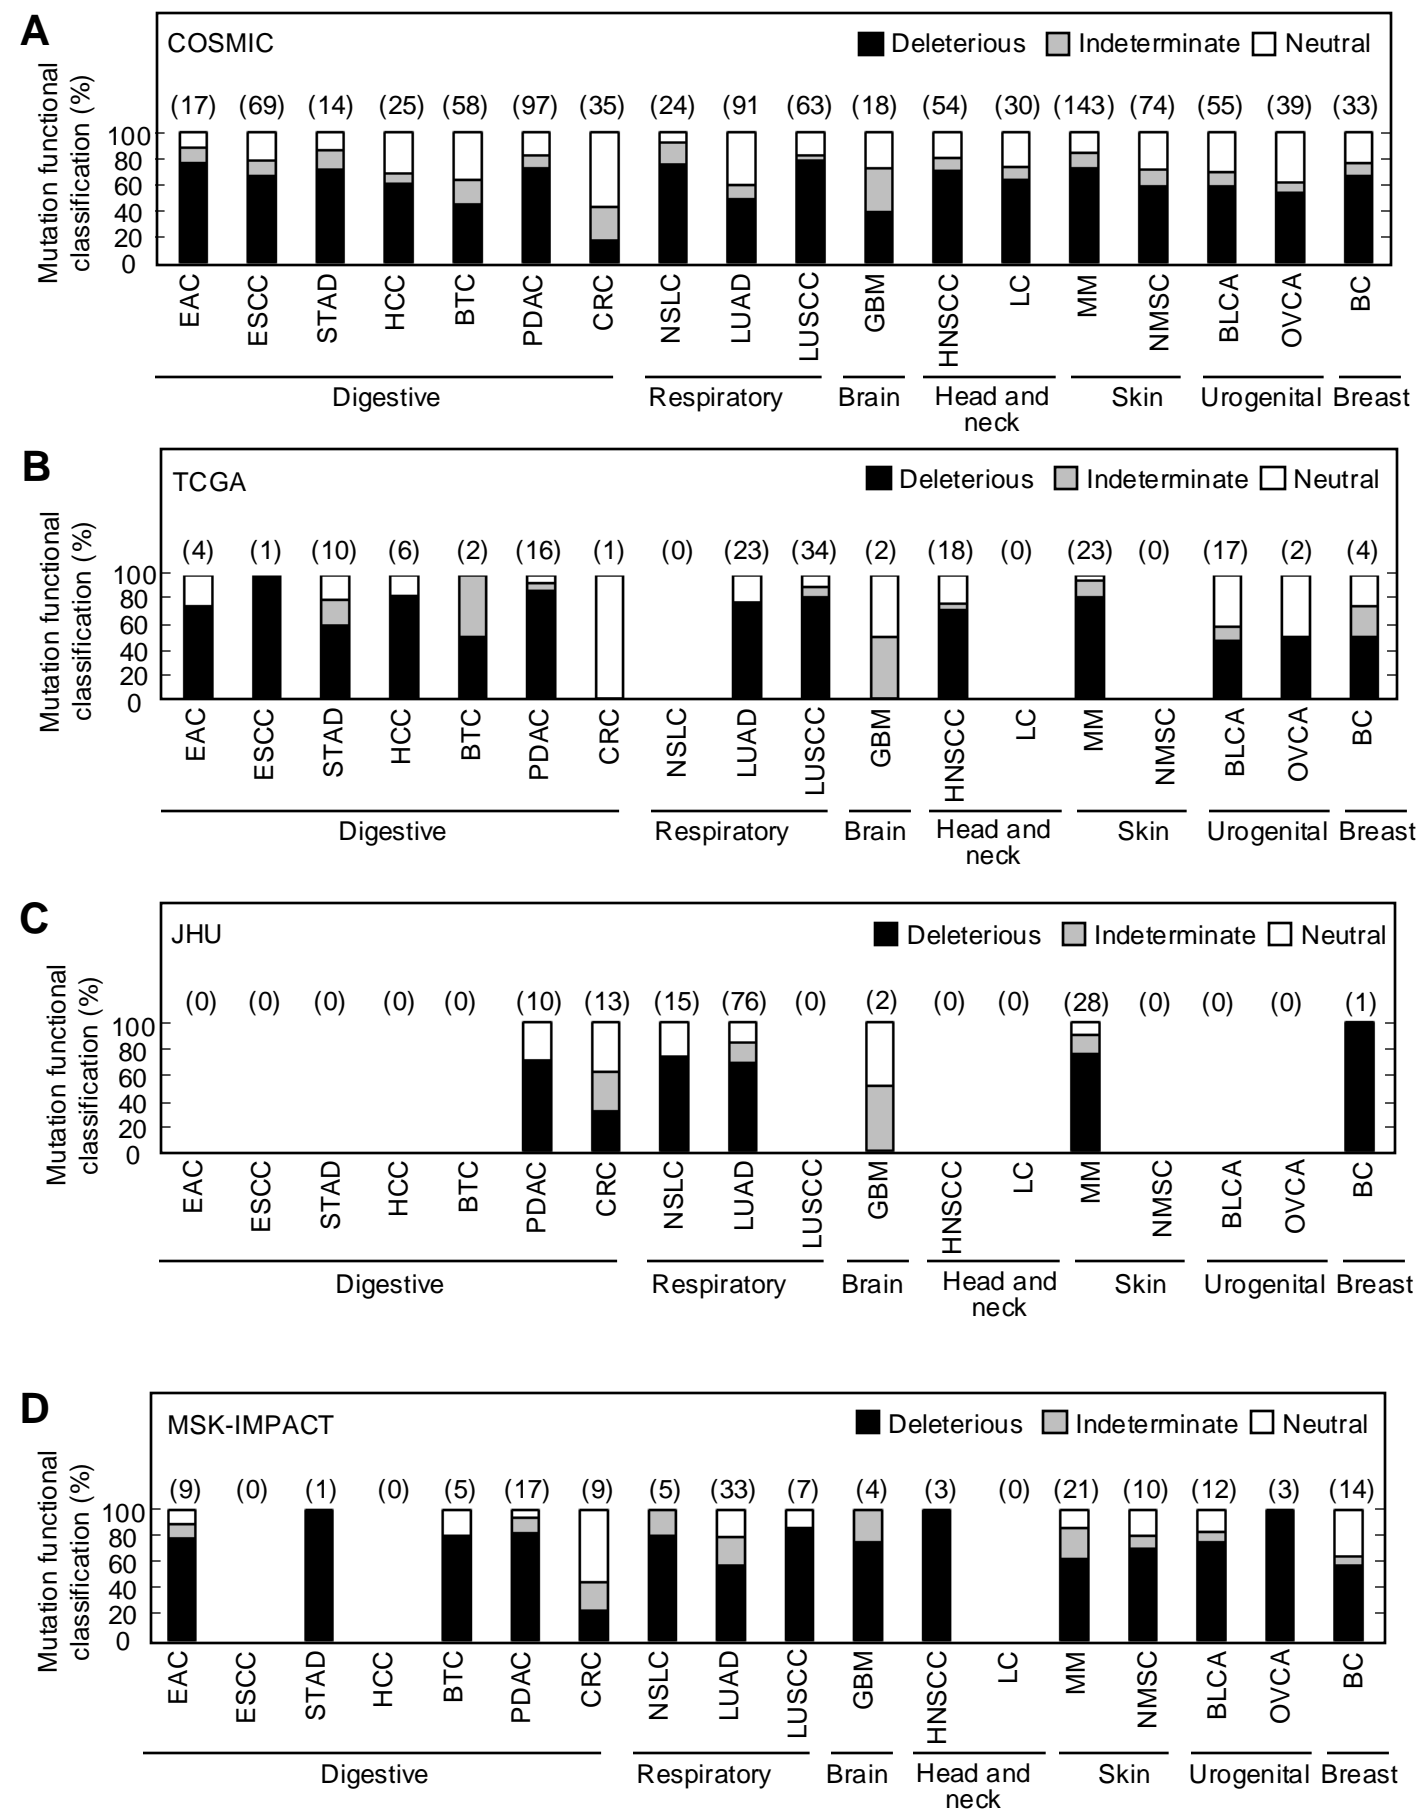 A
COSMIC
Deleterious Indeterminate Neutral
Mutation functional
classification (%)
(17) (69) (14) (25) (58) (97) (35) (24) (91 (63) (18) (54) (30) (143) (74) (55) (39) (33)
100
80
60
40
20
0
EAC ESCC STAD HCC BTC PDAC CRC NSLC LUAD LUSCC GBM HNSCC LC MM NMSC BLCA OVCA BC
Digestive Respiratory Brain Head and Skin Urogenital Breast
neck
B
TCGA
Deleterious Indeterminate Neutral
Mutation functional
classification (%)
(4) (1) (10) (6) (2) (16) (1) (0) (23) (34) (2) (18) (0) (23) (0) (17) (2) (4)
100
80
60
40
20
0
EAC ESCC STAD HCC BTC PDAC CRC NSLC LUAD LUSCC GBM HNSCC LC MM NMSC BLCA OVCA BC
Digestive Respiratory Brain Head and Skin Urogenital Breast
neck
C
JHU
Deleterious Indeterminate Neutral
Mutation functional
classification (%)
(0) (0) (0) (0) (0) (10) (13) (15) (76) (0) (2) (0) (0) (28) (0) (0) (0) (1)
100
80
60
40
20
0
EAC ESCC STAD HCC BTC PDAC CRC NSLC LUAD LUSCC GBM HNSCC LC MM NMSC BLCA OVCA BC
Digestive Respiratory Brain Head and Skin Urogenital Breast
neck
D
MSK-IMPACT
Deleterious Indeterminate Neutral
Mutation functional
classification (%)
(9) (0) (1) (0) (5) (17) (9) (5) (33) (7) (4) (3) (0) (21) (10) (12) (3) (14)
100
80
60
40
20
0
EAC ESCC STAD HCC BTC PDAC CRC NSLC LUAD LUSCC GBM HNSCC LC MM NMSC BLCA OVCA BC
Digestive Respiratory Brain Head and Skin Urogenital Breast
neck